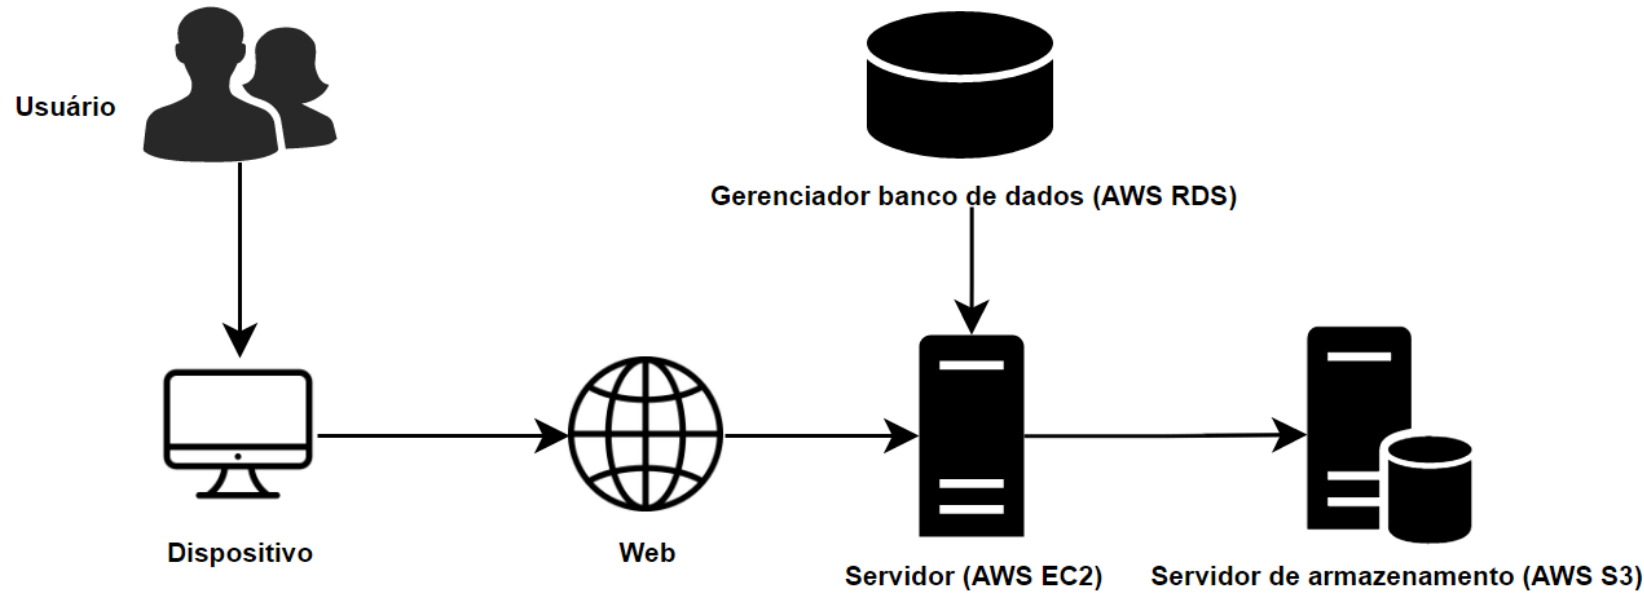 Usuário
Gerenciador banco de dados (AWS RDS)
Dispositivo
Web
Servidor (AWS EC2)
Servidor de armazenamento (AWS S3)